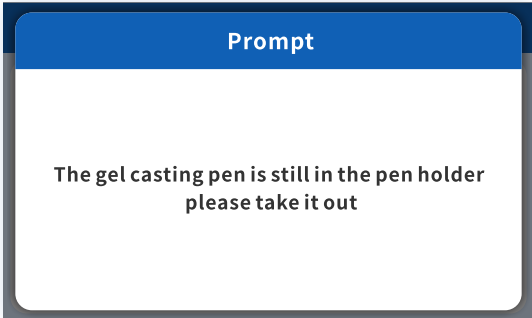 Prompt
The gel casting pen is still in the pen holder
please take it out